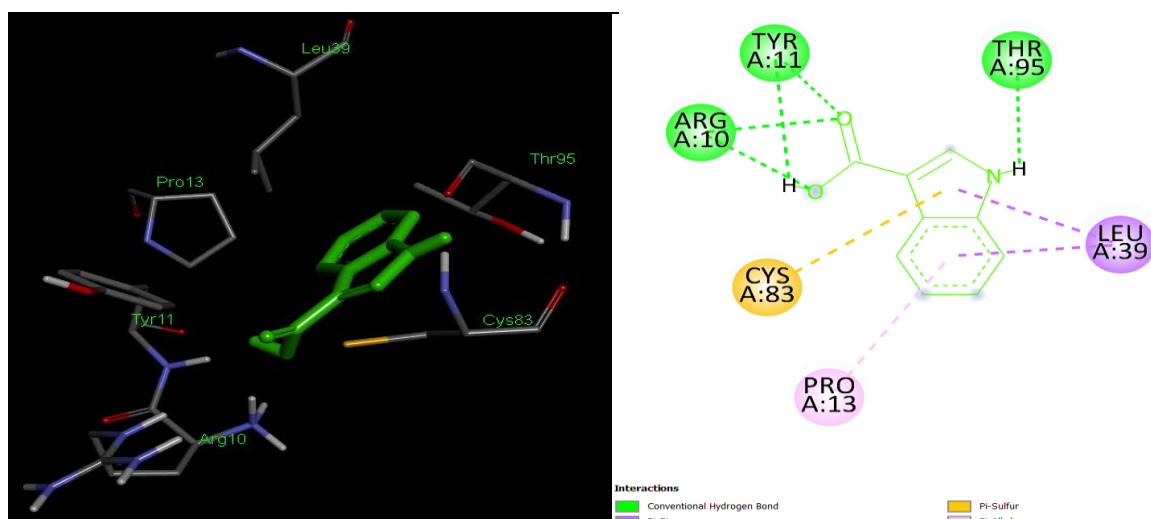 Leu39
Thr95
Pro13
Tyr11
Cys83
Arg10
TYR
A:11
THR
A:95
ARG
A:10
O
H
O
N
H
LEU
A:39
CYS
A:83
PRO
A:13
Interactions
Conventional Hydrogen Bond
Pi-Sulfur